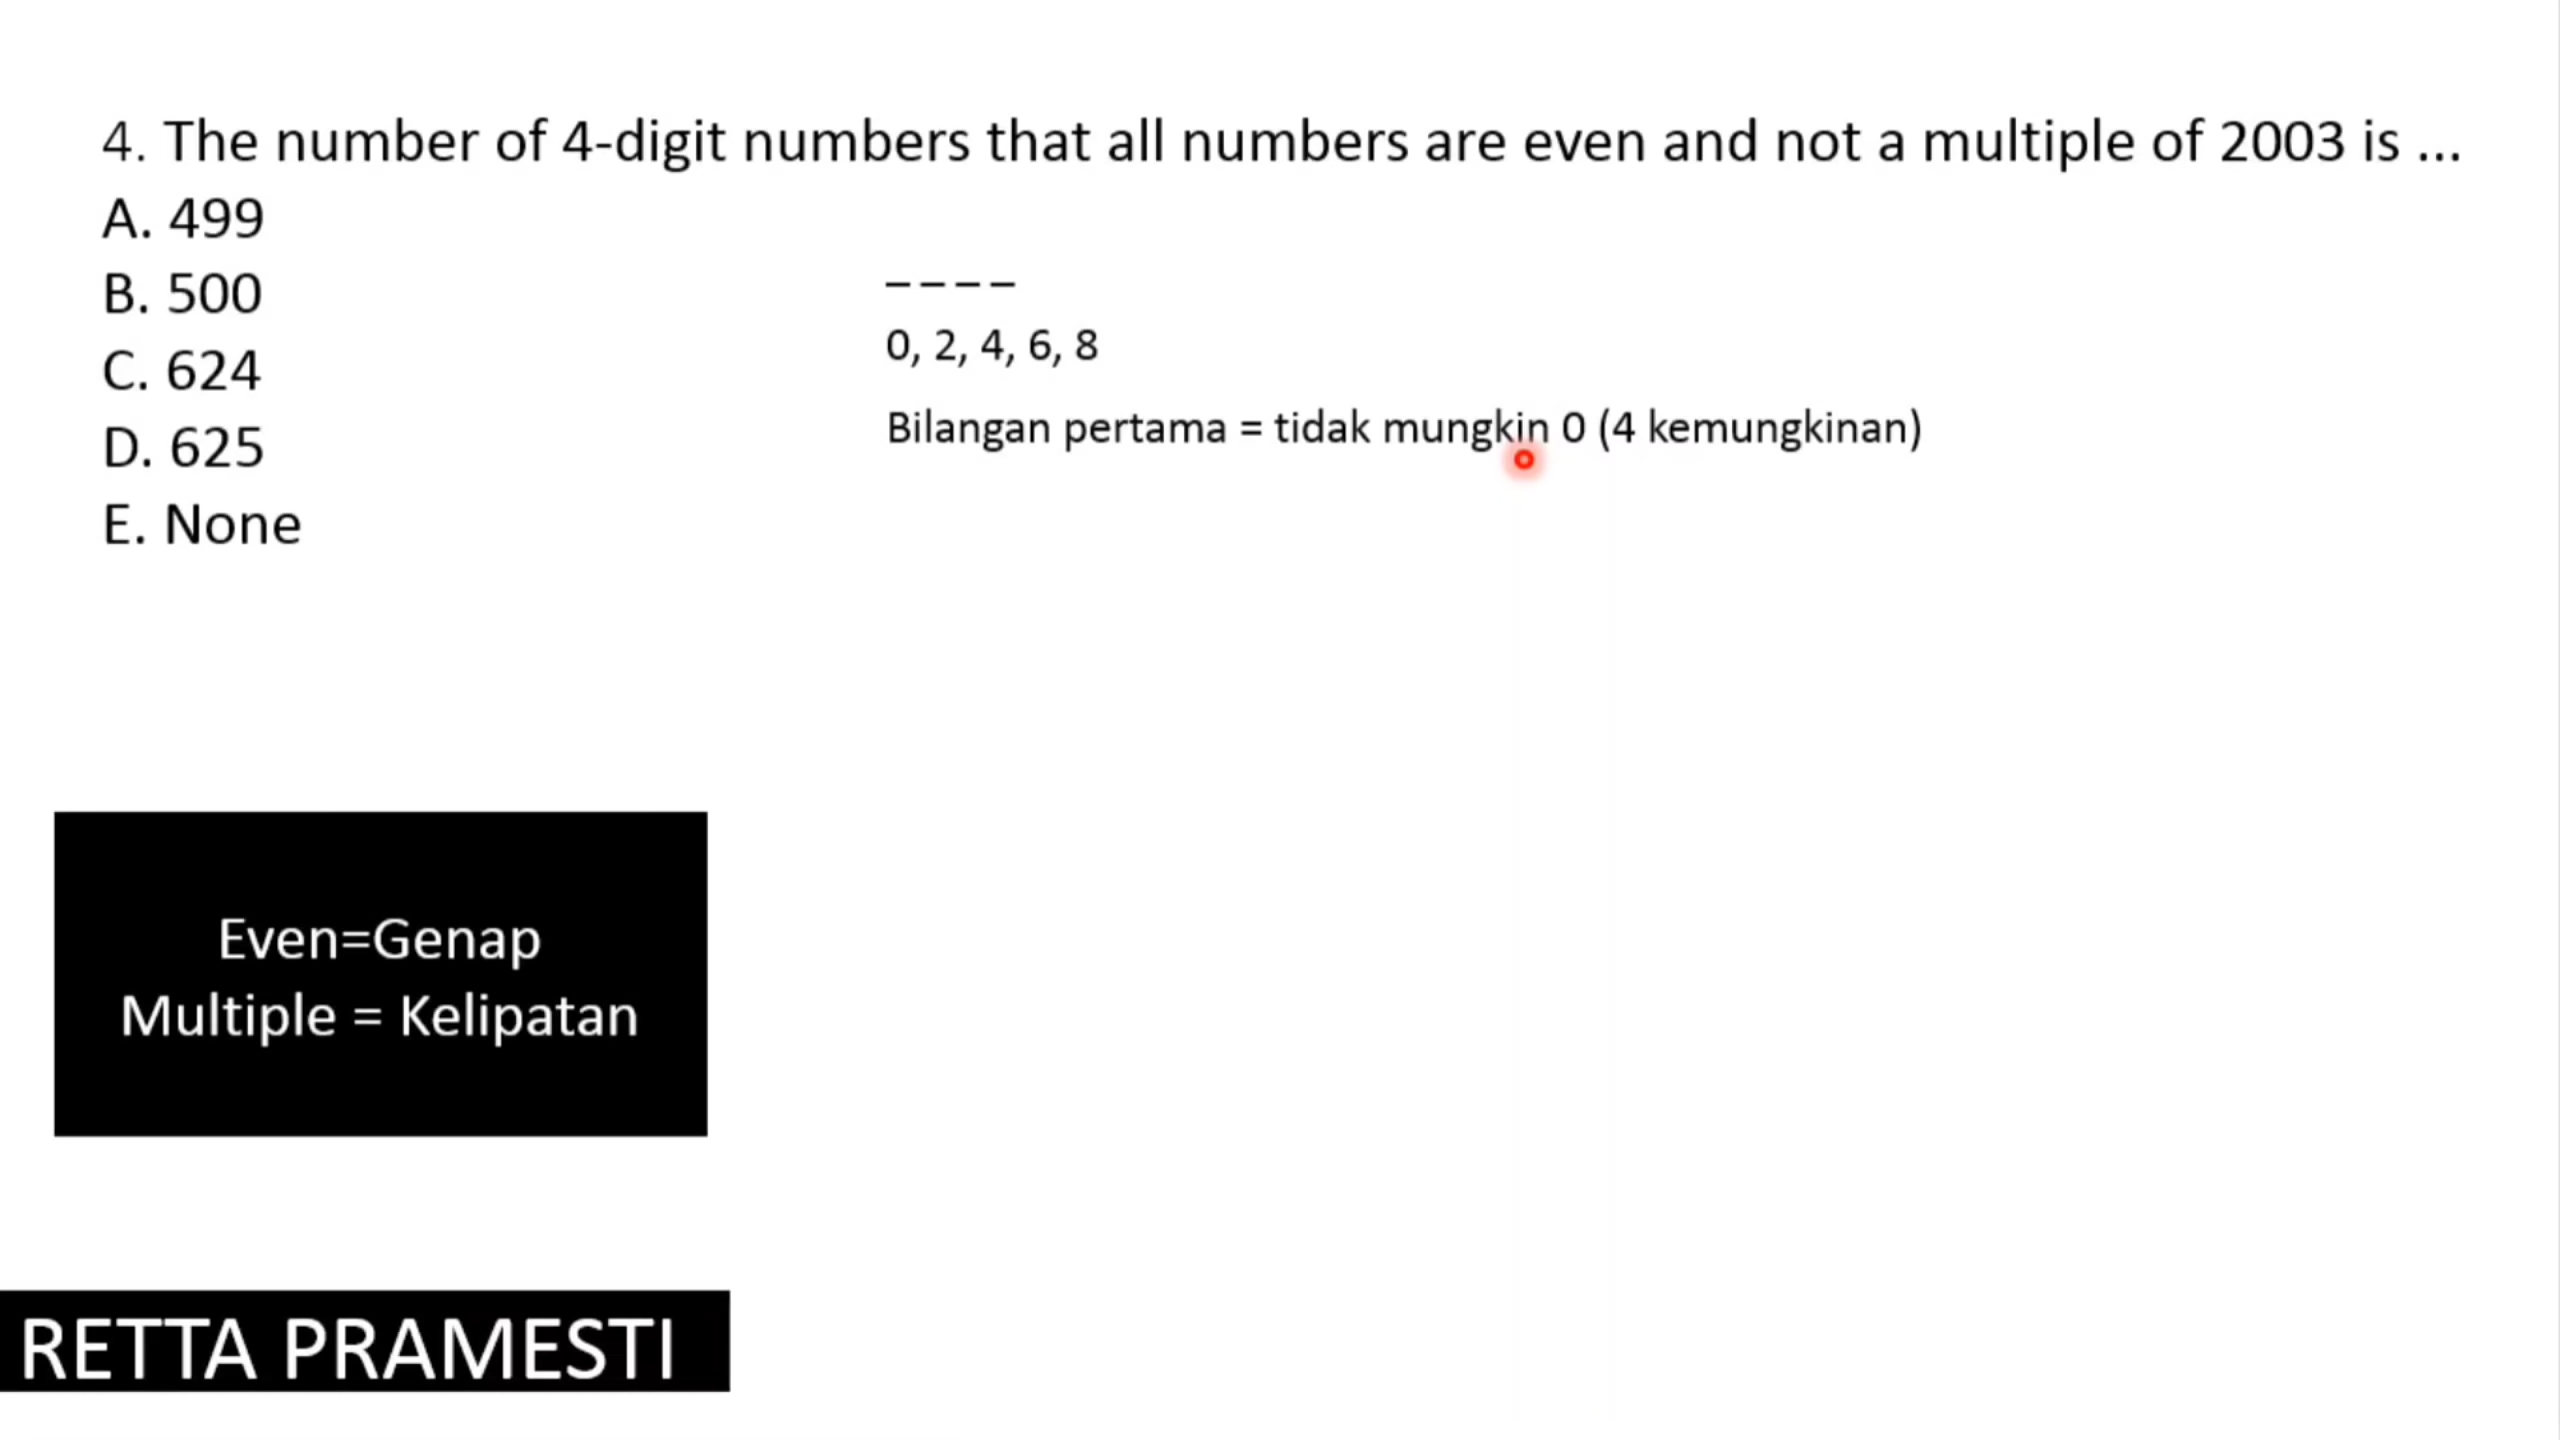 4. The number of 4-digit numbers that all numbers are even and not a multiple of 2003 is ...
A. 499
B. 500
C. 624
D. 625
E. None
_ _ _ _
0, 2, 4, 6, 8
Bilangan pertama = tidak mungkin 0 (4 kemungkinan)
Even=Genap
Multiple = Kelipatan
RETTA PRAMESTI